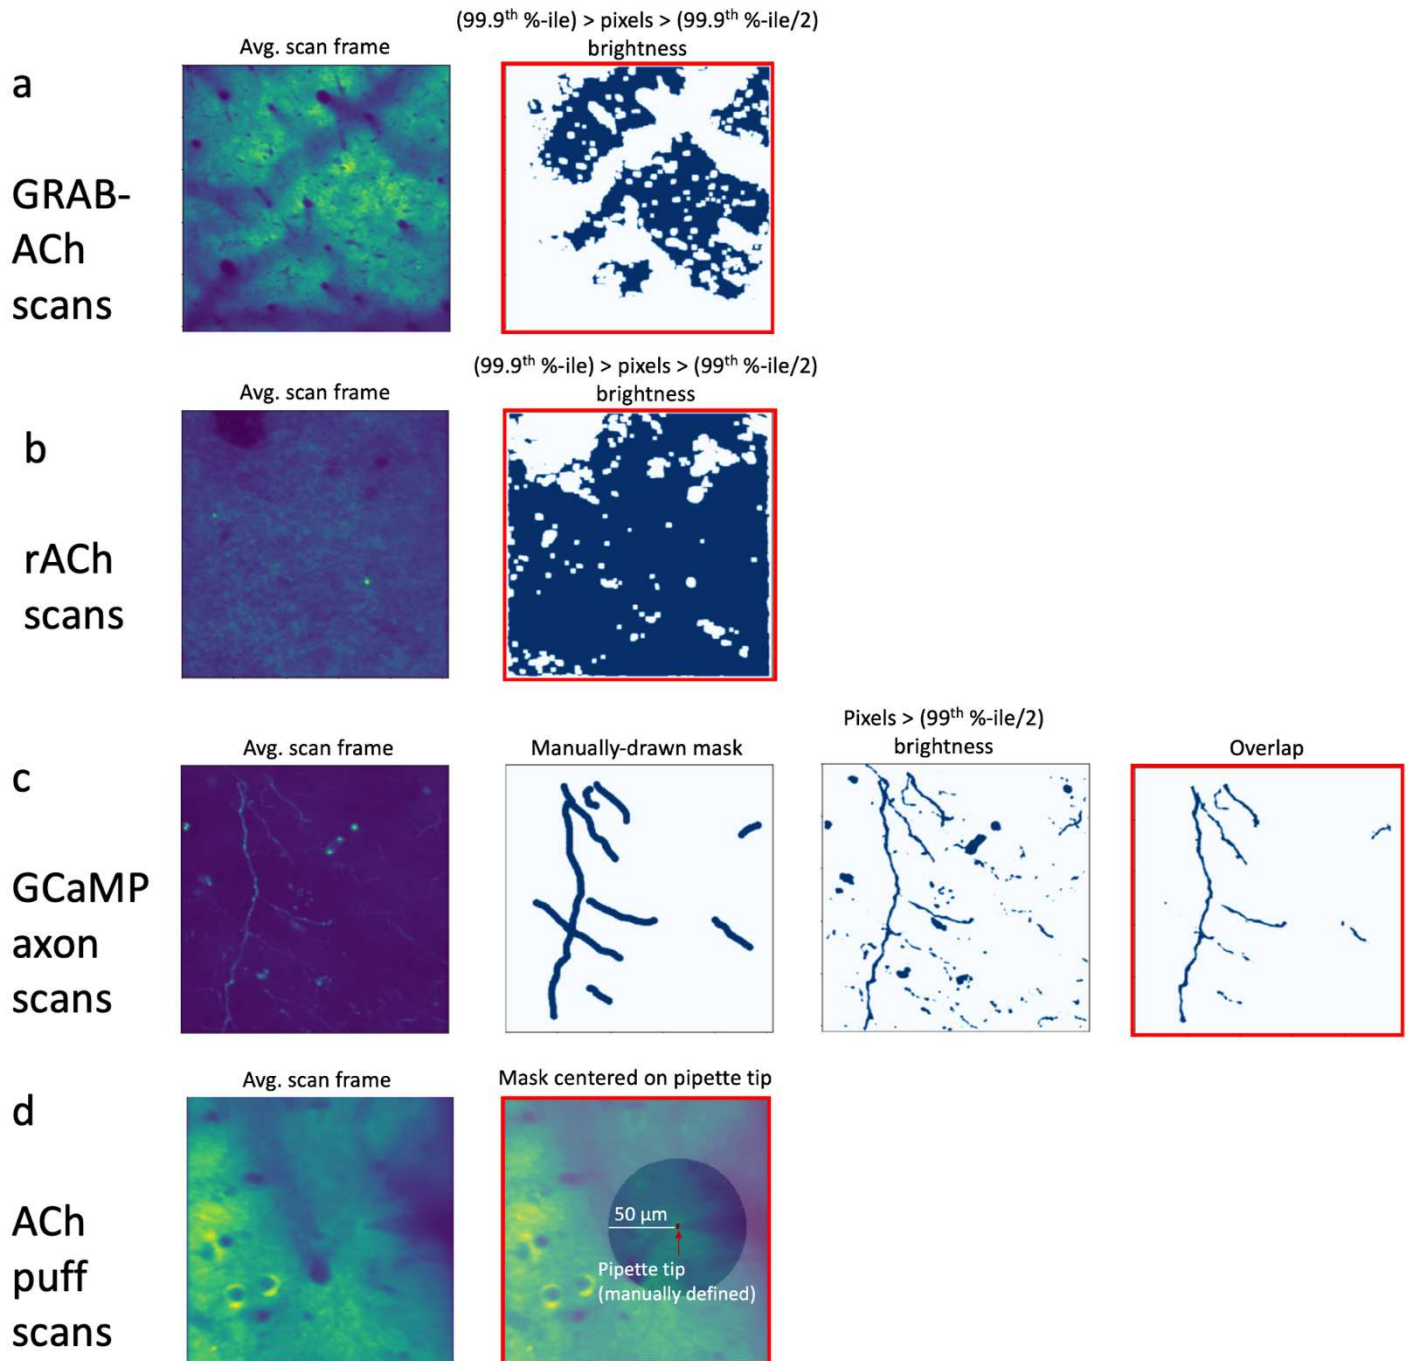 a
GRAB-
ACh
scans
Avg. scan frame
(99.9th %-ile) > pixels > (99.9th %-ile/2)
brightness
b
rACh
scans
Avg. scan frame
(99.9th %-ile) > pixels > (99th %-ile/2)
brightness
c
GCaMP
axon
scans
Avg. scan frame
Manually-drawn mask
Pixels > (99th %-ile/2)
brightness
Overlap
d
ACh
puff
scans
Avg. scan frame
Mask centered on pipette tip
50 µm
Pipette tip
(manually defined)